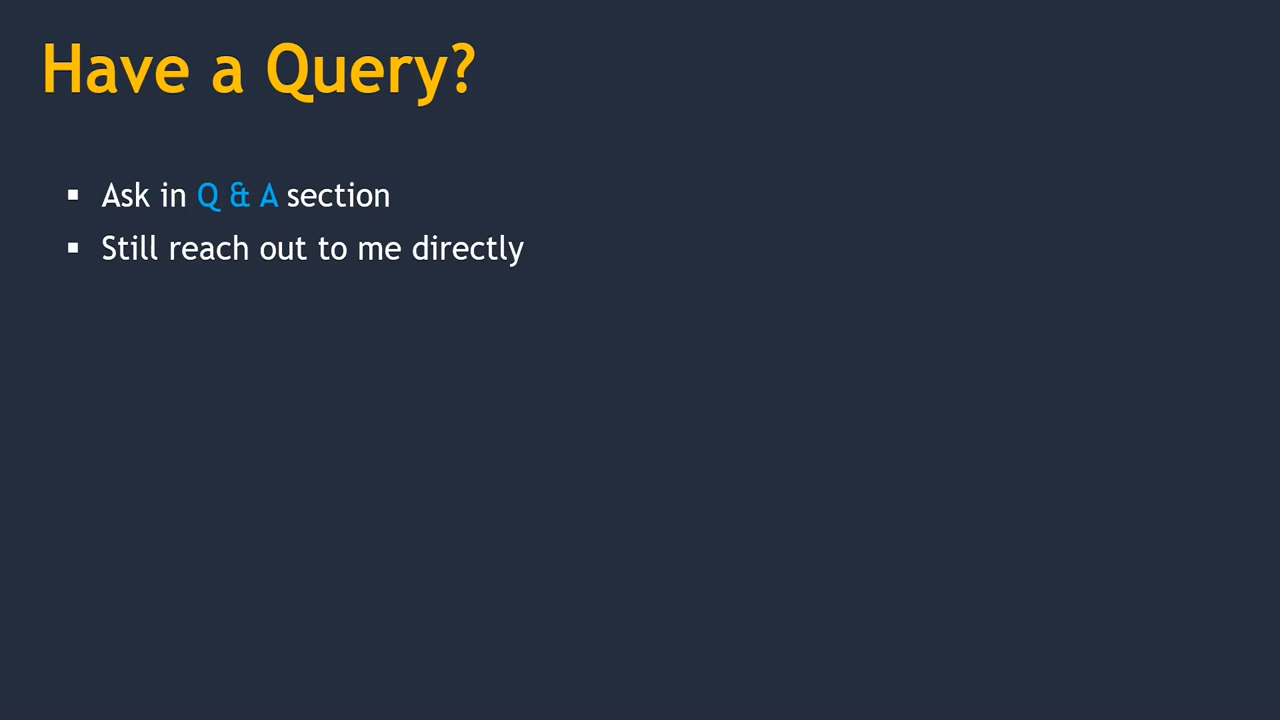 Have a Query?
▪ Ask in Q & A section
▪ Still reach out to me directly